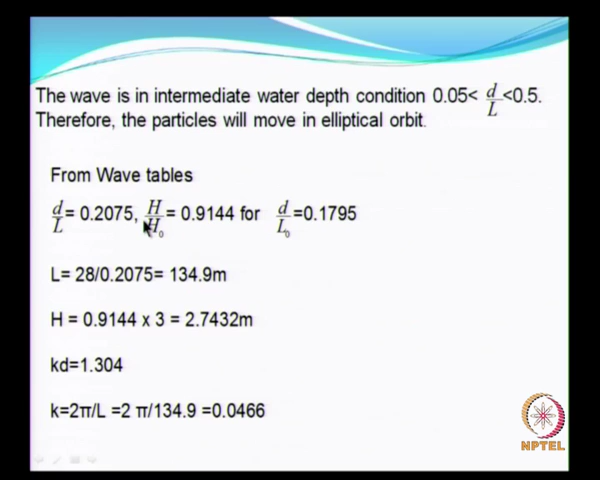 The wave is in intermediate water depth condition 0.05< d/L <0.5.
Therefore, the particles will move in elliptical orbit.
From Wave tables
d/L = 0.2075, H/H₀ = 0.9144 for d/L₀ =0.1795
L= 28/0.2075= 134.9m
H = 0.9144 x 3 = 2.7432m
kd=1.304
k=2π/L =2 π/134.9 =0.0466
NPTEL